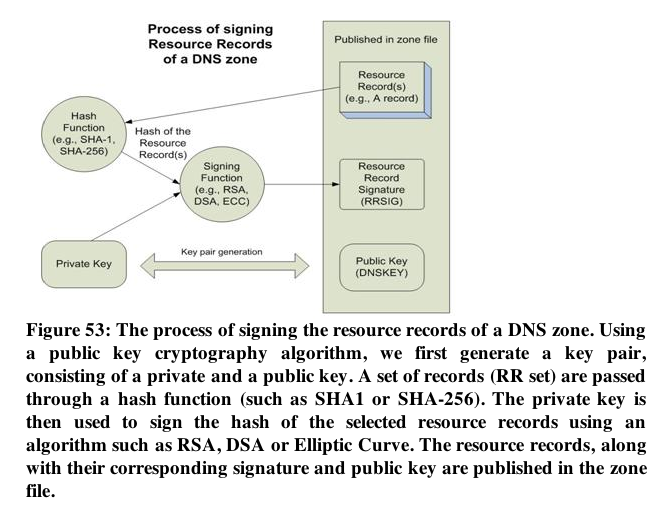 Process of signing
Resource Records
of a DNS zone
Published in zone file
Resource
Record(s)
(e.g., A record)
Hash
Function
(e.g., SHA-1,
SHA-256)
Hash of the
Resource
Record(s)
Signing
Function
(e.g., RSA,
DSA, ECC)
Resource
Record
Signature
(RRSIG)
Private Key
Key pair generation
Public Key
(DNSKEY)
Figure 53: The process of signing the resource records of a DNS zone. Using
a public key cryptography algorithm, we first generate a key pair,
consisting of a private and a public key. A set of records (RR set) are passed
through a hash function (such as SHA1 or SHA-256). The private key is
then used to sign the hash of the selected resource records using an
algorithm such as RSA, DSA or Elliptic Curve. The resource records, along
with their corresponding signature and public key are published in the zone
file.